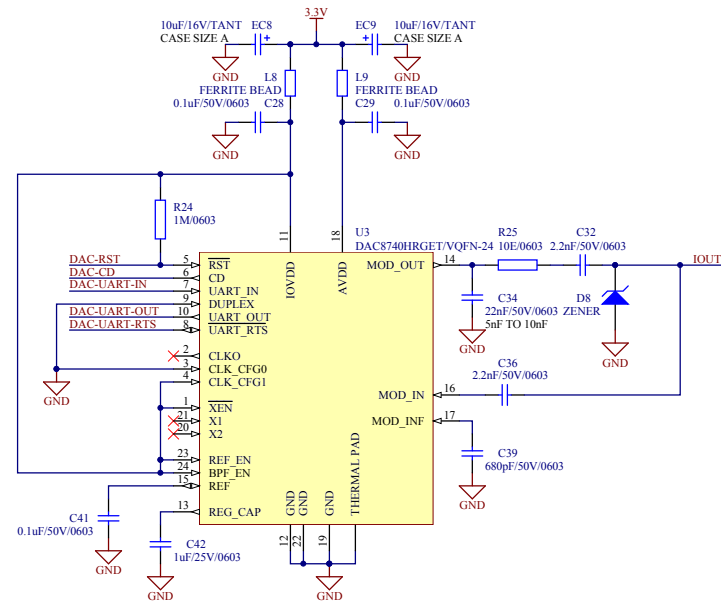 3.3V
10uF/16V/TANT EC8 EC9 10uF/16V/TANT
CASE SIZE A + + CASE SIZE A
GND GND
L8 L9
FERRITE BEAD FERRITE BEAD
0.1uF/50V/0603 0.1uF/50V/0603
C28 C29
GND GND
R24
1M/0603
11 18
U3
DAC8740HRGET/VQFN-24
IOVDD AVDD
DAC-RST 5 RST
DAC-CD 6 CD
DAC-UART-IN 7 UART_IN
9 DUPLEX
DAC-UART-OUT 10 UART_OUT
DAC-UART-RTS 8 UART_RTS
2 CLKO
3 CLK_CFG0
4 CLK_CFG1
GND
1 XEN
21 X1
20 X2
23 REF_EN
24 BPF_EN
15 REF
13 REG_CAP
MOD_OUT 14
R25
10E/0603
C32
2.2nF/50V/0603
IOUT
C34
22nF/50V/0603
5nF TO 10nF
GND
D8
ZENER
GND
C36
2.2nF/50V/0603
MOD_IN 16
MOD_INF 17
C39
680pF/50V/0603
GND
GND GND GND THERMAL PAD
12 22 19
GND
C41
0.1uF/50V/0603
GND
C42
1uF/25V/0603
GND